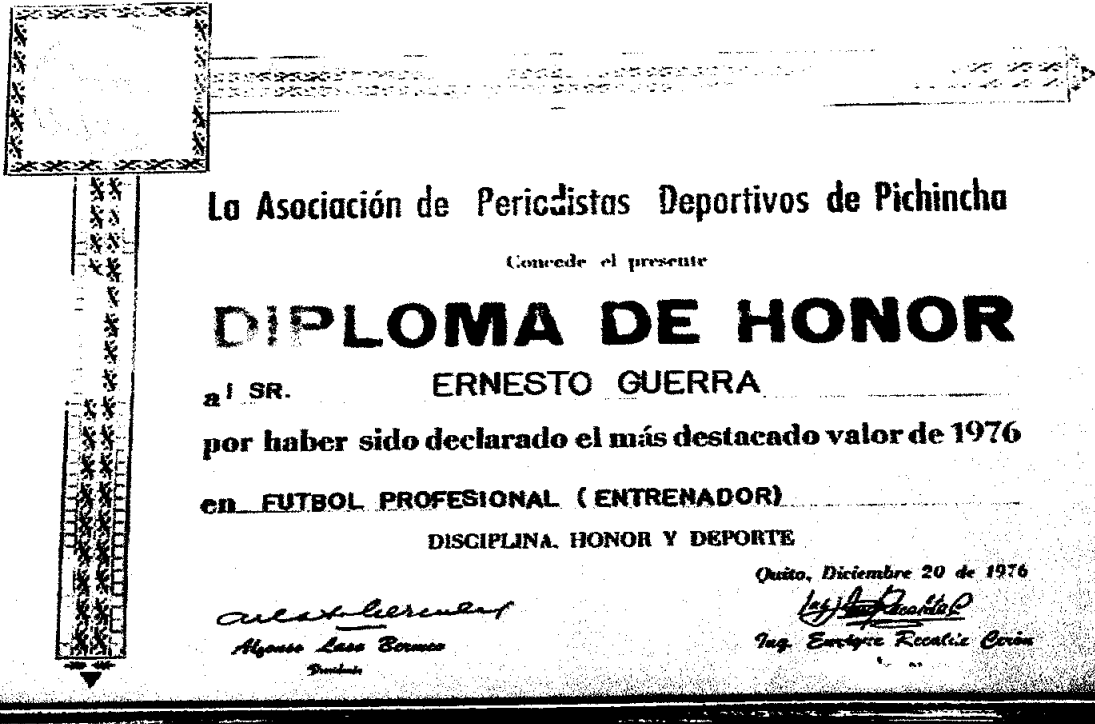 La Asociación de Periodistas Deportivos de Pichincha
Concede el presente
DIPLOMA DE HONOR
al SR. ERNESTO GUERRA
por haber sido declarado el más destacado valor de 1976
en FUTBOL PROFESIONAL (ENTRENADOR)
DISCIPLINA, HONOR Y DEPORTE
Quito, Diciembre 20 de 1976
Alfonso Laso Bermeo
Ing. Enrique Cerón
Presidente